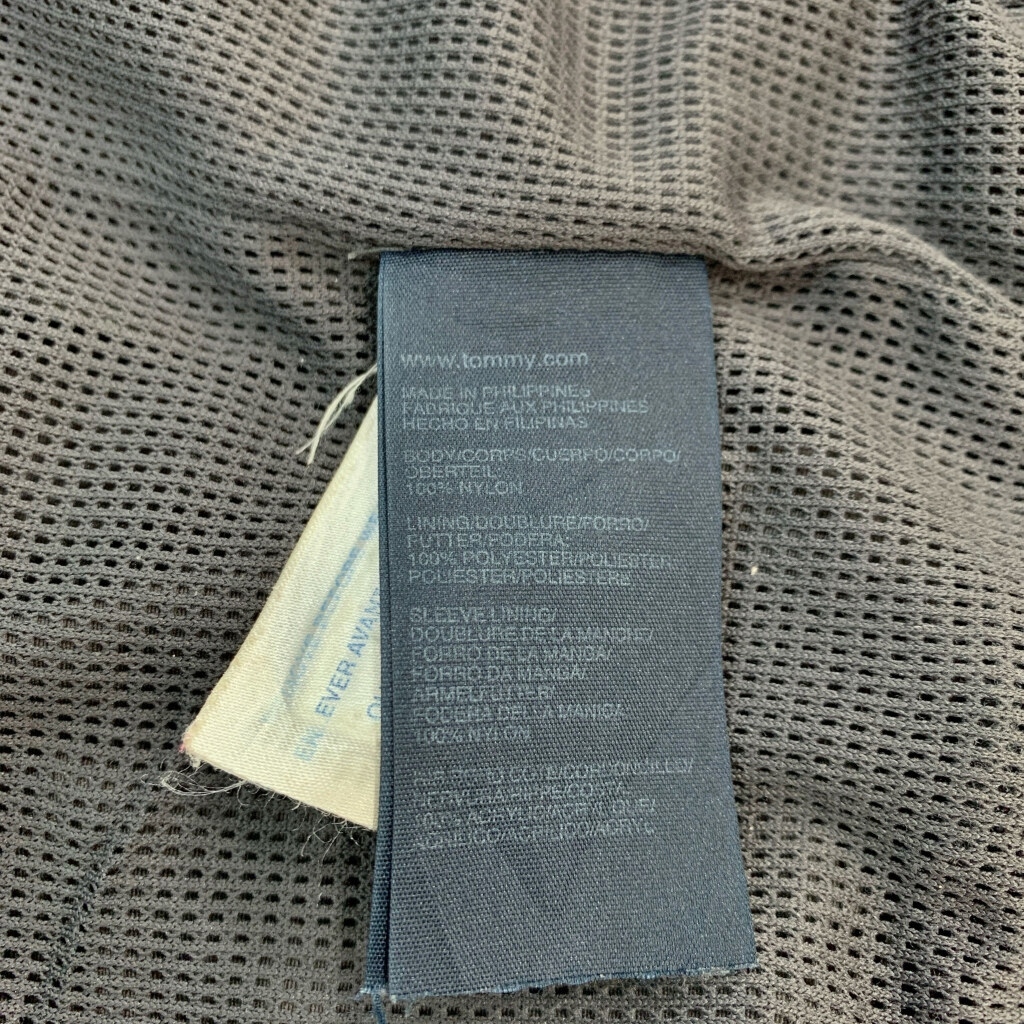 www.tommy.com
MADE IN PHILIPPINES
FABRIQUE AUX PHILIPPINES
HECHO EN FILIPINAS
BODY/CORPS/CUERPO/CORPO/
OBERTEIL:
100% NYLON
LINING/DOUBLURE/FORRO/
FUTTER/FODERA:
100% POLYESTER/POLIESTER
POLIESTER/POLIESTERE
SLEEVE LINING/
DOUBLURE DE LA MANCHE/
FORRO DE LA MANGA/
FORRO DA MANGA/
ARMELFUTTER/
FODERA DELLA MANICA
100% NYLON
EVER AVANT